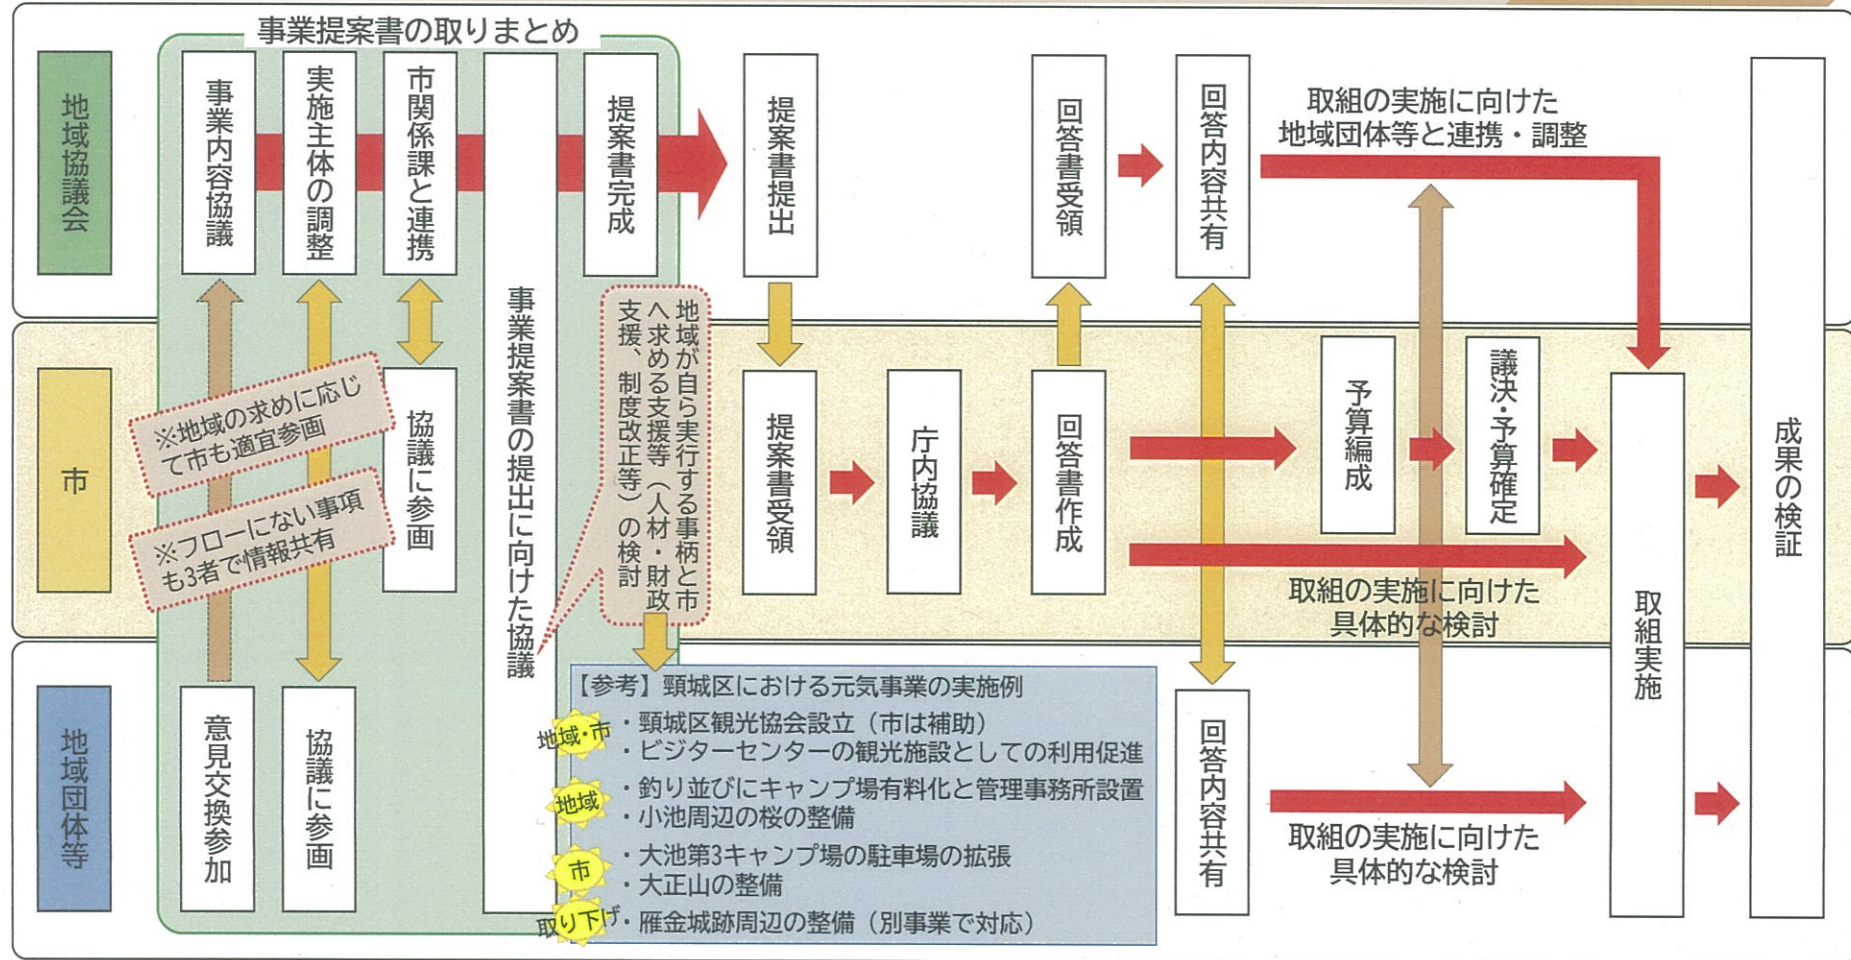 事業提案書の取りまとめ
地域協議会
事業内容協議
実施主体の調整
市関係課と連携
事業提案書の提出に向けた協議
提案書完成
提案書提出
回答書受領
回答内容共有
取組の実施に向けた
地域団体等と連携・調整
成果の検証
市
※地域の求めに応じ
て市も適宜参画
※フローにない事項
も3者で情報共有
協議に参画
地域が自ら実行する事柄と市
へ求める支援等（人材・財政
支援、制度改正等）の検討
提案書受領
庁内協議
回答書作成
予算編成
議決・予算確定
取組の実施に向けた
具体的な検討
取組実施
地域団体等
意見交換参加
協議に参画
【参考】頸城区における元気事業の実施例
地域・市
・頸城区観光協会設立（市は補助）
・ビジターセンターの観光施設としての利用促進
地域
・釣り並びにキャンプ場有料化と管理事務所設置
・小池周辺の桜の整備
市
・大池第3キャンプ場の駐車場の拡張
・大正山の整備
取り下げ
・雁金城跡周辺の整備（別事業で対応）
回答内容共有
取組の実施に向けた
具体的な検討